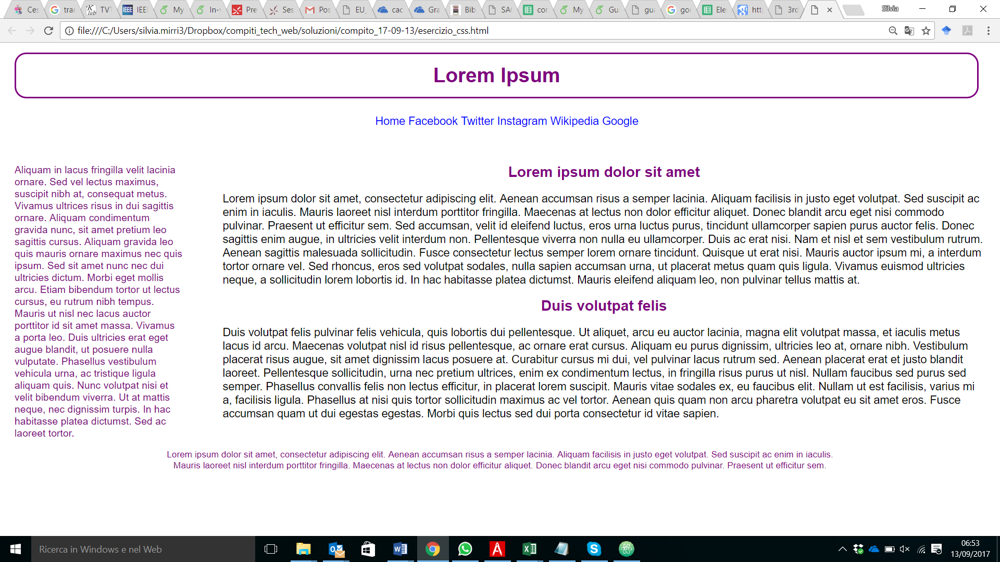 Ces
trar
TVT
IEEE
IEEE
My
In-v
Pre
Ses
Pos
EU_
cac
Gra
Bib
SAC
cor
My
Gu
gua
goo
Ele
http
3rd
Silvia
file:///C:/Users/silvia.mirri3/Dropbox/compiti_tech_web/soluzioni/compito_17-09-13/esercizio_css.html
Lorem Ipsum
Home Facebook Twitter Instagram Wikipedia Google
Aliquam in lacus fringilla velit lacinia
ornare. Sed vel lectus maximus,
suscipit nibh at, consequat metus.
Vivamus ultrices risus in dui sagittis
ornare. Aliquam condimentum
gravida nunc, sit amet pretium leo
sagittis cursus. Aliquam gravida leo
quis mauris ornare maximus nec quis
ipsum. Sed sit amet nunc nec dui
ultricies dictum. Morbi eget mollis
arcu. Etiam bibendum tortor ut lectus
cursus, eu rutrum nibh tempus.
Mauris ut nisl nec lacus auctor
porttitor id sit amet massa. Vivamus
a porta leo. Duis ultricies erat eget
augue blandit, ut posuere nulla
vulputate. Phasellus vestibulum
vehicula urna, ac tristique ligula
aliquam quis. Nunc volutpat nisi et
velit bibendum viverra. Ut at mattis
neque, nec dignissim turpis. In hac
habitasse platea dictumst. Sed ac
laoreet tortor.
Lorem ipsum dolor sit amet
Lorem ipsum dolor sit amet, consectetur adipiscing elit. Aenean accumsan risus a semper lacinia. Aliquam facilisis in justo eget volutpat. Sed suscipit ac
enim in iaculis. Mauris laoreet nisl interdum porttitor fringilla. Maecenas at lectus non dolor efficitur aliquet. Donec blandit arcu eget nisi commodo
pulvinar. Praesent ut efficitur sem. Sed accumsan, velit id eleifend luctus, eros urna luctus purus, tincidunt ullamcorper sapien purus auctor felis. Donec
sagittis enim augue, in ultricies velit interdum non. Pellentesque viverra non nulla eu ullamcorper. Duis ac erat nisi. Nam et nisl et sem vestibulum rutrum.
Aenean sagittis malesuada sollicitudin. Fusce consectetur lectus semper lorem ornare tincidunt. Quisque ut erat nisi. Mauris auctor ipsum mi, a interdum
tortor ornare vel. Sed rhoncus, eros sed volutpat sodales, nulla sapien accumsan urna, ut placerat metus quam quis ligula. Vivamus euismod ultricies
neque, a sollicitudin lorem lobortis id. In hac habitasse platea dictumst. Mauris eleifend aliquam leo, non pulvinar tellus mattis at.
Duis volutpat felis
Duis volutpat felis pulvinar felis vehicula, quis lobortis dui pellentesque. Ut aliquet, arcu eu auctor lacinia, magna elit volutpat massa, et iaculis metus
lacus id arcu. Maecenas volutpat nisl id risus pellentesque, ac ornare erat cursus. Aliquam eu purus dignissim, ultricies leo at, ornare nibh. Vestibulum
placerat risus augue, sit amet dignissim lacus posuere at. Curabitur cursus mi dui, vel pulvinar lacus rutrum sed. Aenean placerat erat et justo blandit
laoreet. Pellentesque sollicitudin, urna nec pretium ultrices, enim ex condimentum lectus, in fringilla risus purus ut nisl. Nullam faucibus sed purus sed
semper. Phasellus convallis felis non lectus efficitur, in placerat lorem suscipit. Mauris vitae sodales ex, eu faucibus elit. Nullam ut est facilisis, varius mi
a, facilisis ligula. Phasellus at nisi quis tortor sollicitudin maximus ac vel tortor. Aenean quis quam non arcu pharetra volutpat eu sit amet eros. Fusce
accumsan quam ut dui egestas egestas. Morbi quis lectus sed dui porta consectetur id vitae sapien.
Lorem ipsum dolor sit amet, consectetur adipiscing elit. Aenean accumsan risus a semper lacinia. Aliquam facilisis in justo eget volutpat. Sed suscipit ac enim in iaculis.
Mauris laoreet nisl interdum porttitor fringilla. Maecenas at lectus non dolor efficitur aliquet. Donec blandit arcu eget nisi commodo pulvinar. Praesent ut efficitur sem.
Ricerca in Windows e nel Web
06:53
13/09/2017